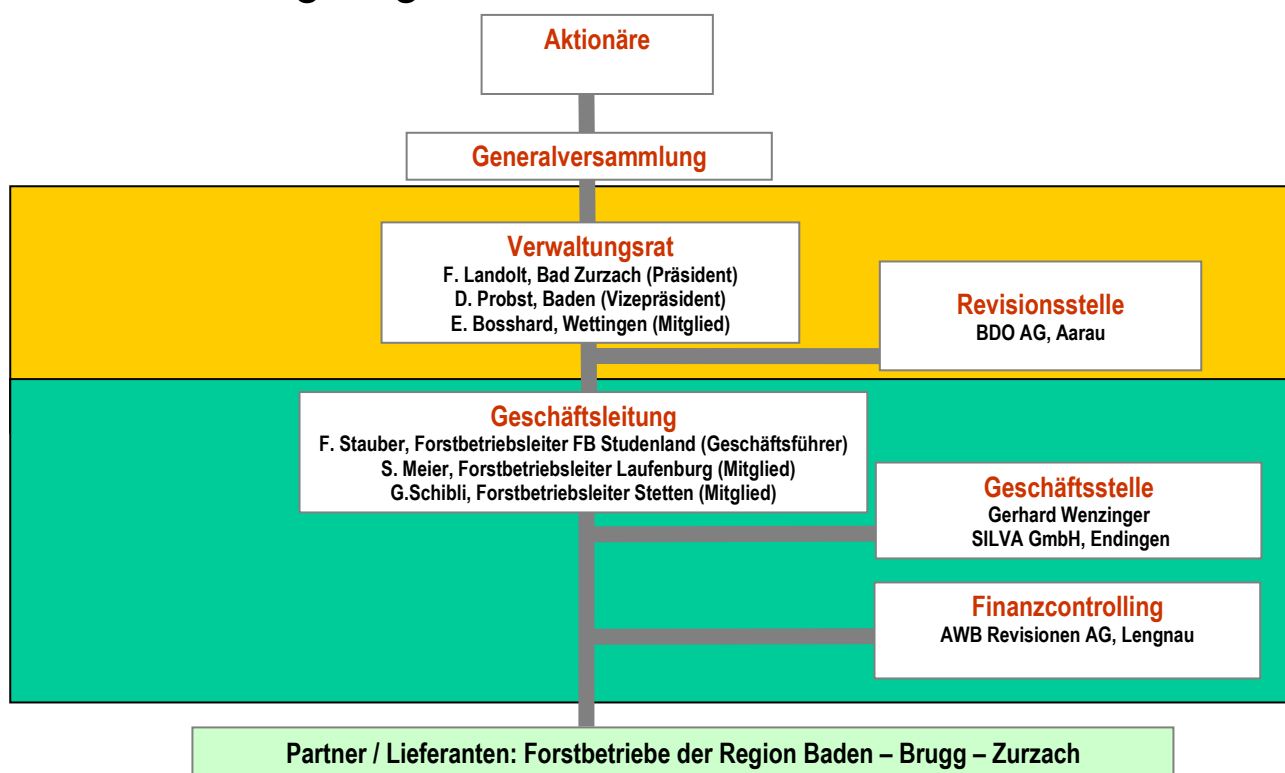 Aktionäre
Generalversammlung
Verwaltungsrat
F. Landolt, Bad Zurzach (Präsident)
D. Probst, Baden (Vizepräsident)
E. Bosshard, Wettingen (Mitglied)
Revisionsstelle
BDO AG, Aarau
Geschäftsleitung
F. Stauber, Forstbetriebsleiter FB Studenland (Geschäftsführer)
S. Meier, Forstbetriebsleiter Laufenburg (Mitglied)
G.Schibli, Forstbetriebsleiter Stetten (Mitglied)
Geschäftsstelle
Gerhard Wenzinger
SILVA GmbH, Endingen
Finanzcontrolling
AWB Revisionen AG, Lengnau
Partner / Lieferanten: Forstbetriebe der Region Baden – Brugg – Zurzach